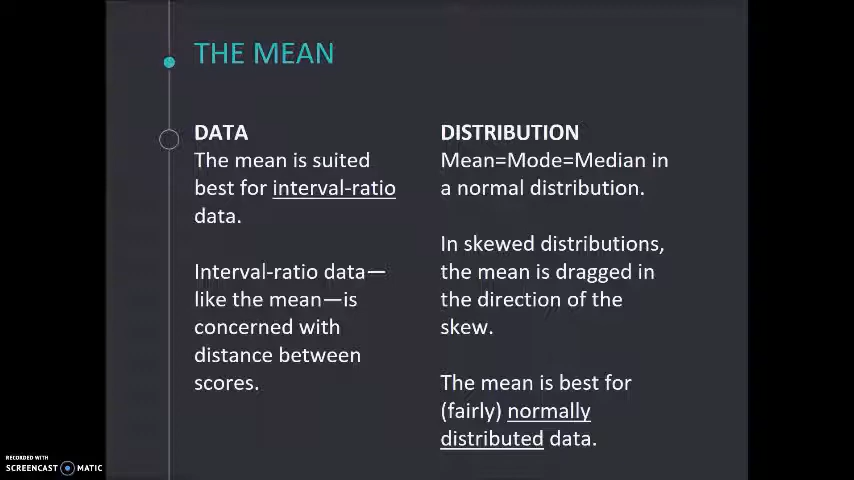 THE MEAN
DATA
The mean is suited
best for interval-ratio
data.
Interval-ratio data—
like the mean—is
concerned with
distance between
scores.
DISTRIBUTION
Mean=Mode=Median in
a normal distribution.
In skewed distributions,
the mean is dragged in
the direction of the
skew.
The mean is best for
(fairly) normally
distributed data.
RECORDED WITH
SCREENCAST MATIC